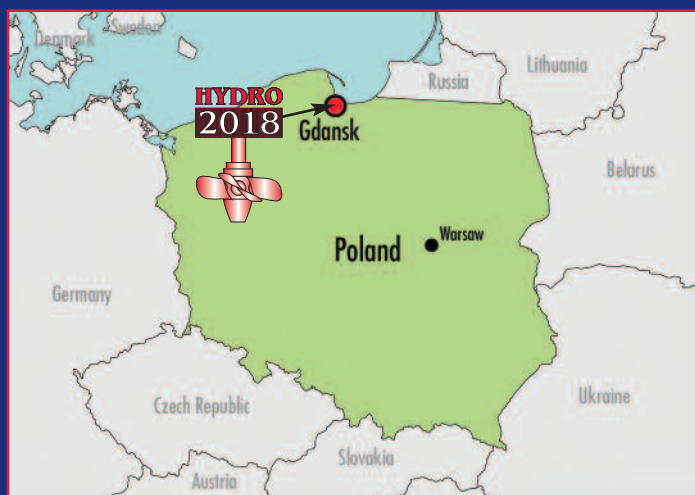 Denmark
Sweden
Lithuania
Russia
HYDRO
2018
Gdansk
Belarus
Poland
Warsaw
Germany
Ukraine
Czech Republic
Slovakia
Austria